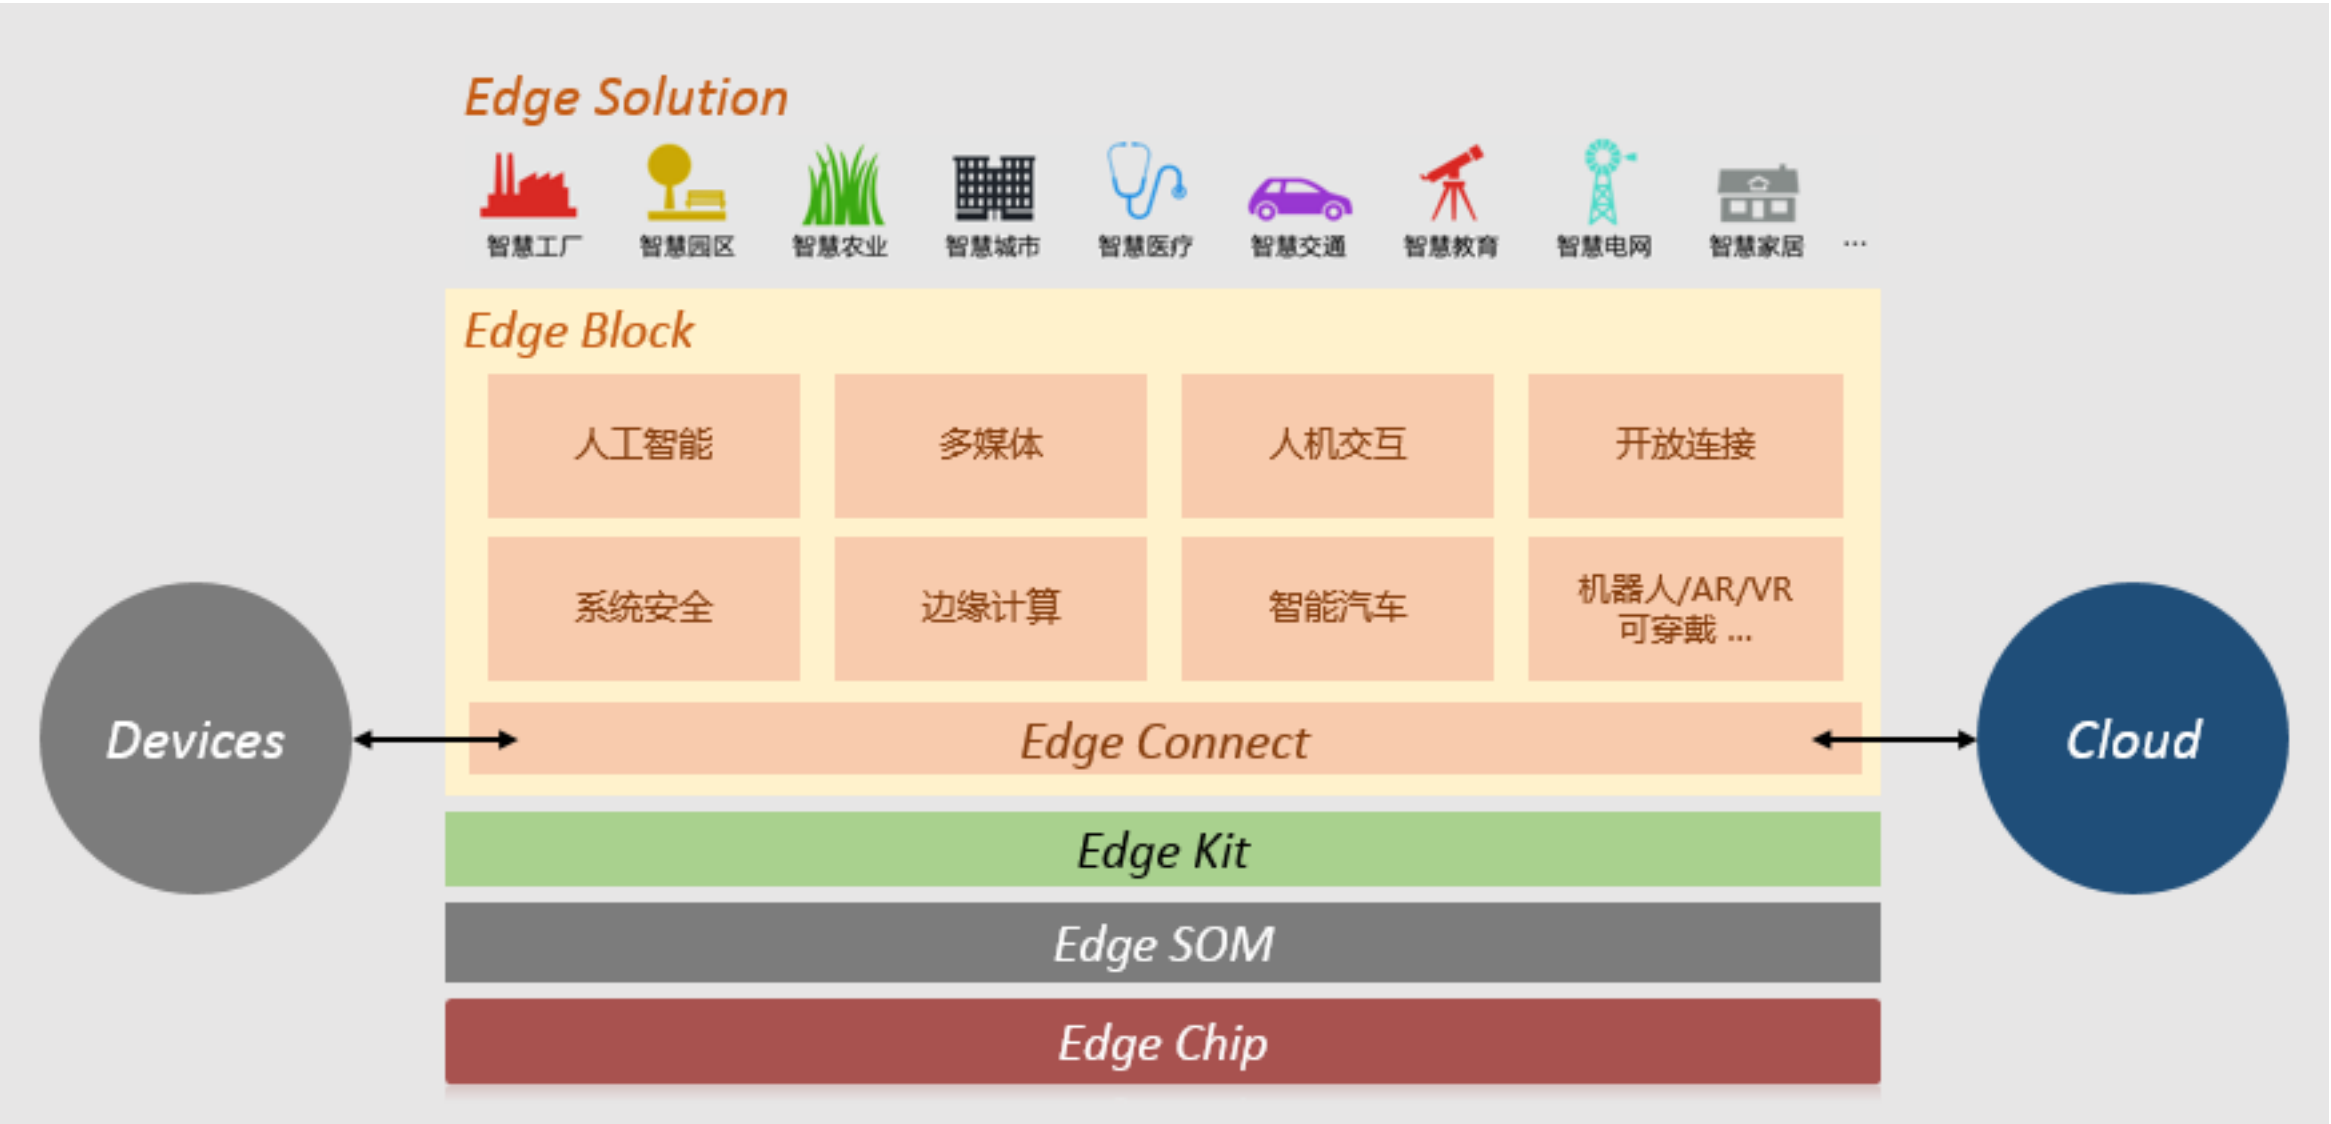 Edge Solution
智慧工厂 智慧园区 智慧农业 智慧城市 智慧医疗 智慧交通 智慧教育 智慧电网 智慧家居 ...
Edge Block
人工智能 多媒体 人机交互 开放连接
系统安全 边缘计算 智能汽车 机器人/AR/VR
可穿戴 ...
Devices
Edge Connect
Cloud
Edge Kit
Edge SOM
Edge Chip